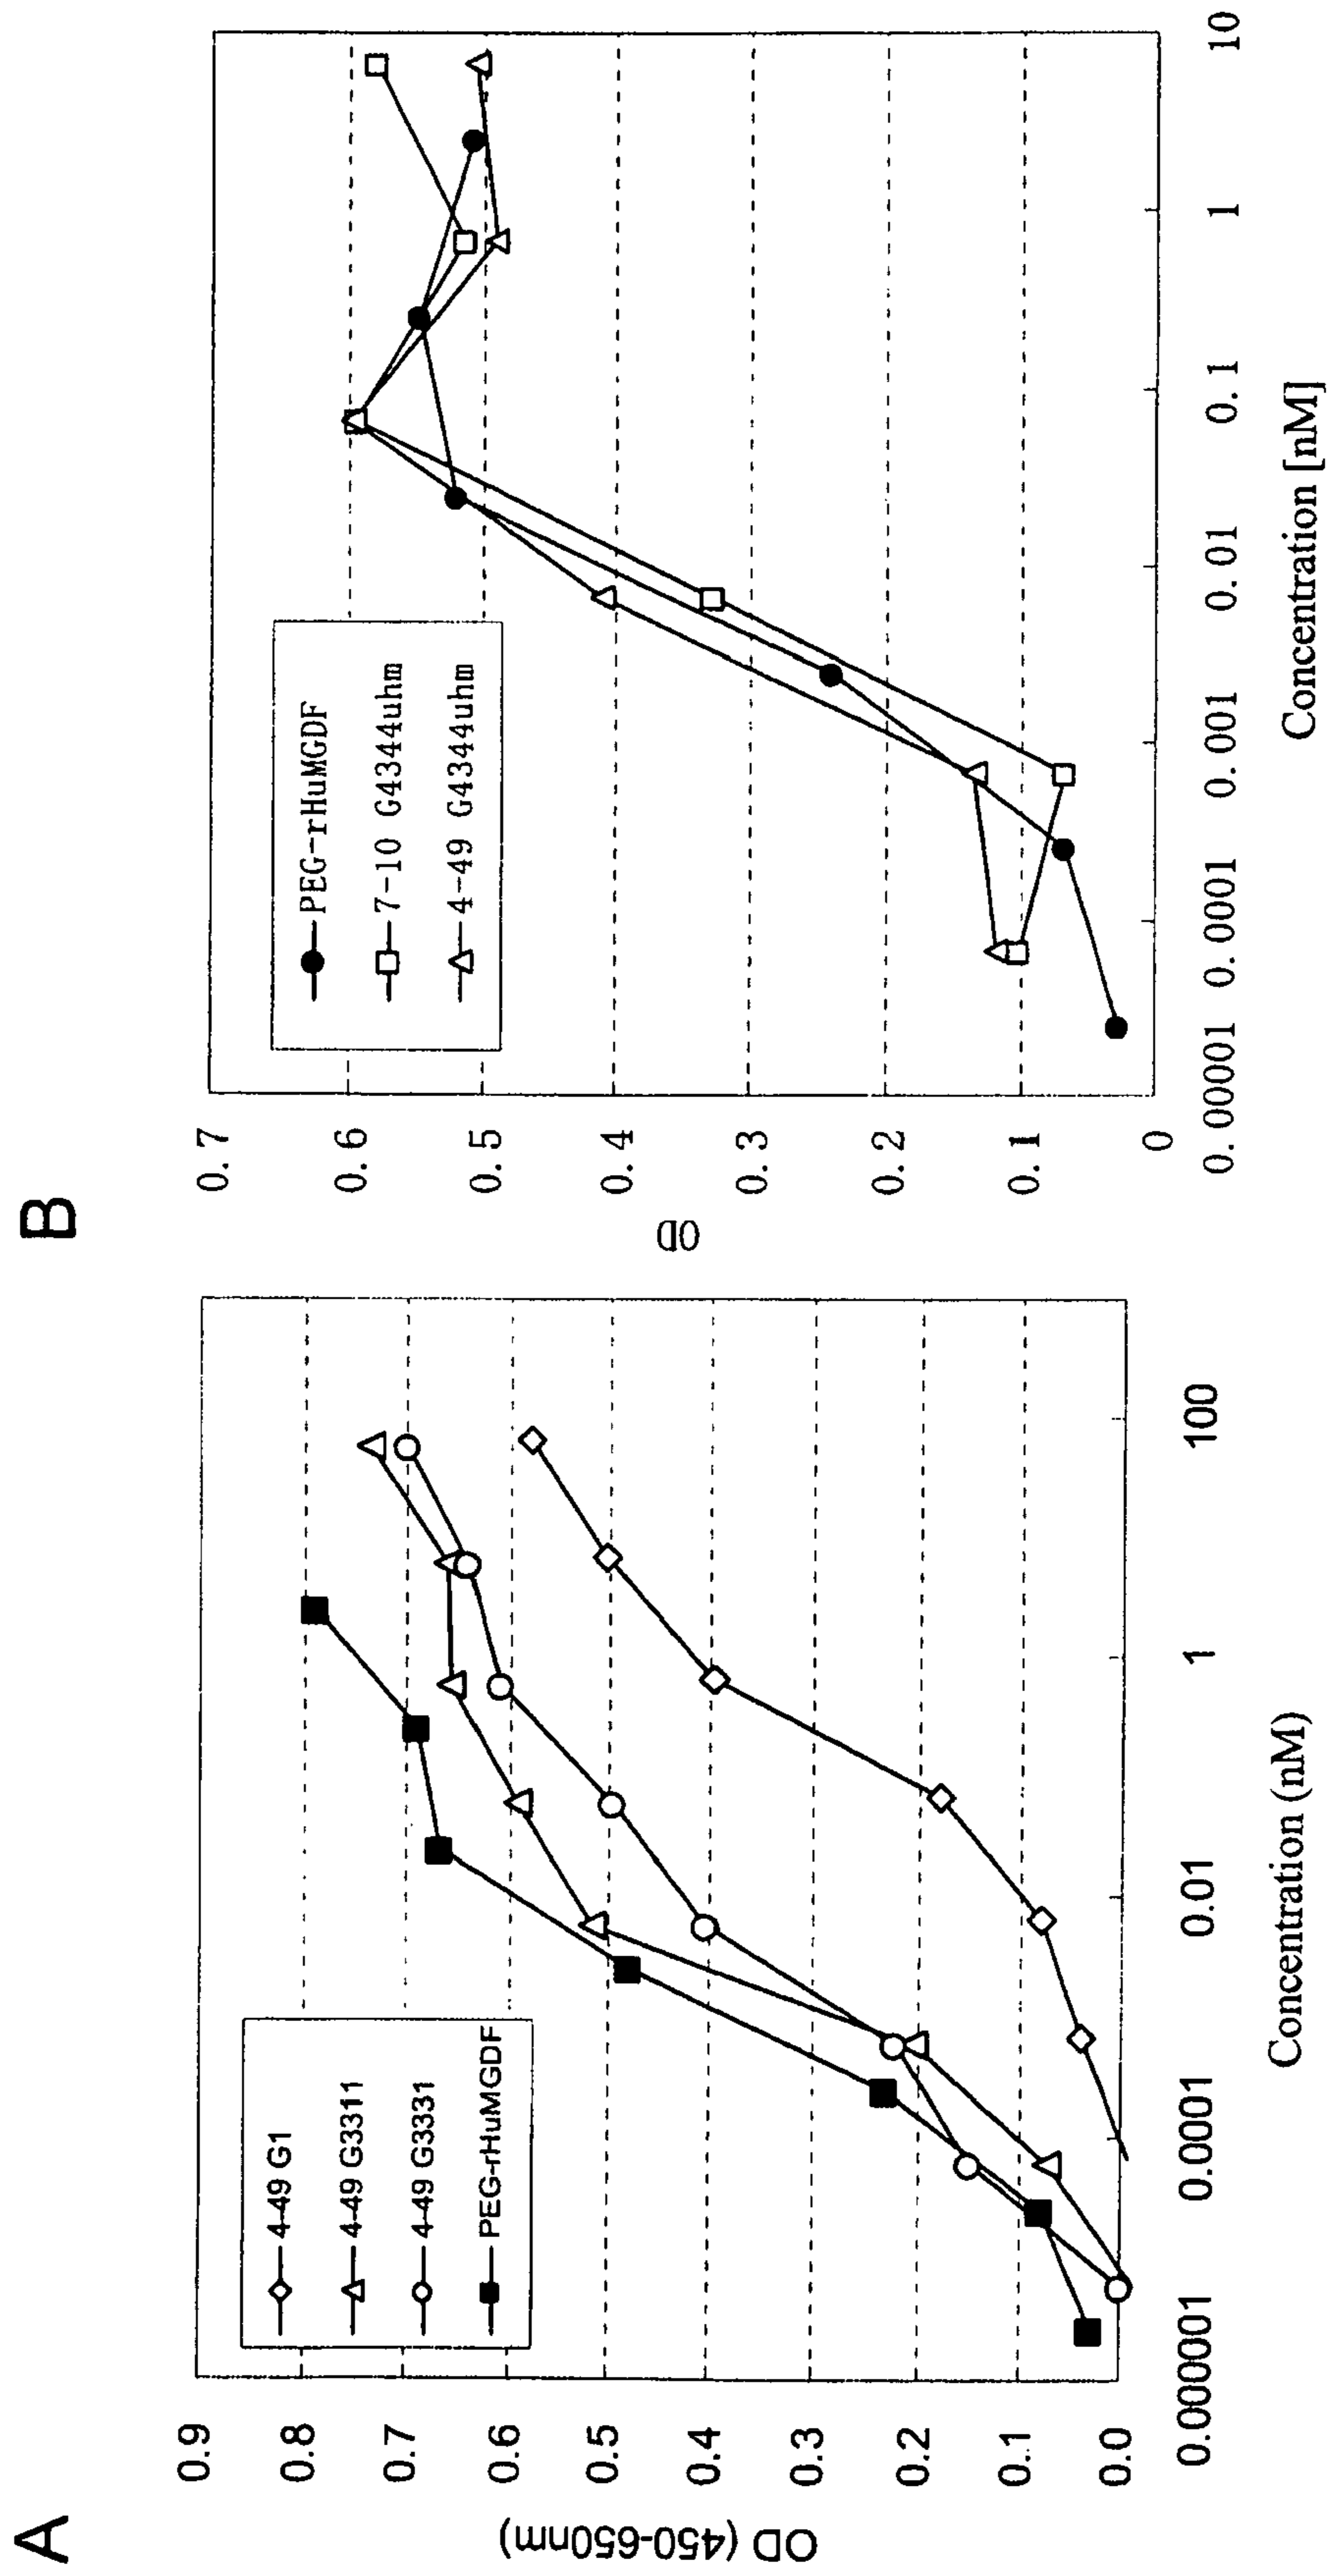 A
OD (450-650nm)
0.9
0.8
0.7
0.6
0.5
0.4
0.3
0.2
0.1
0.0
4-49 G1
4-49 G3311
4-49 G3331
PEG-rHuMGDF
0.000001 0.0001 0.01 1 100
Concentration (nM)
B
OD
0.7
0.6
0.5
0.4
0.3
0.2
0.1
0
PEG-rHuMGDF
7-10 G4344uhm
4-49 G4344uhm
0.00001 0.0001 0.001 0.01 0.1 1 10
Concentration [nM]